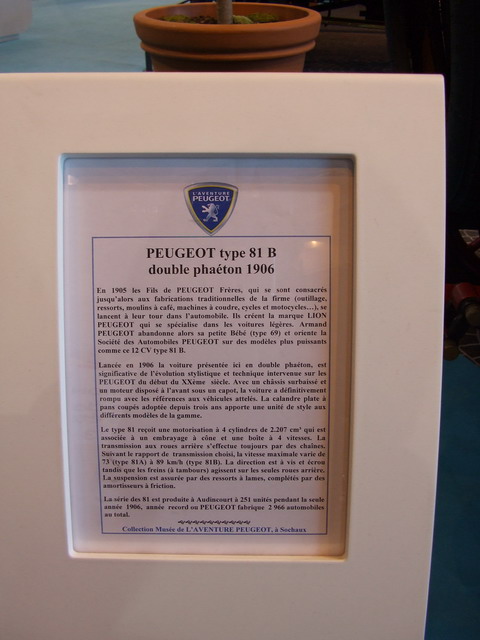 L'AVENTURE
PEUGEOT
PEUGEOT type 81 B
double phaéton 1906
En 1905 les Fils de PEUGEOT Frères, qui se sont consacrés
jusqu'alors aux fabrications traditionnelles de la firme (outillage,
ressorts, moulins à café, machines à coudre, cycles et motocycles…), se
lancent à leur tour dans l'automobile. Ils créent la marque LION
PEUGEOT qui se spécialise dans les voitures légères. Armand
PEUGEOT abandonne alors sa petite Bébé (type 69) et oriente la
Société des Automobiles PEUGEOT sur des modèles plus puissants
comme ce 12 CV type 81 B.
Lancée en 1906 la voiture présentée ici en double phaéton, est
significative de l'évolution stylistique et technique intervenue sur les
PEUGEOT du début du XXéme siècle. Avec un châssis surbaissé et
un moteur disposé à l'avant sous un capot, la voiture a définitivement
rompu avec les références aux véhicules attelés. La calandre plate à
pans coupés adoptée depuis trois ans apporte une unité de style aux
différents modèles de la gamme.
Le type 81 reçoit une motorisation à 4 cylindres de 2.207 cm³ qui est
associée à un embrayage à cône et une boîte à 4 vitesses. La
transmission aux roues arrière s'effectue toujours par des chaînes.
Suivant le rapport de transmission choisi, la vitesse maximale varie de
73 (type 81A) à 89 km/h (type 81B). La direction est à vis et écrou
tandis que les freins (à tambours) agissent sur les seules roues arrière.
La suspension est assurée par des ressorts à lames, complétés par des
amortisseurs à friction.
La série des 81 est produite à Audincourt à 251 unités pendant la seule
année 1906, année record ou PEUGEOT fabrique 2 966 automobiles
au total.
Collection Musée de L'AVENTURE PEUGEOT, à Sochaux